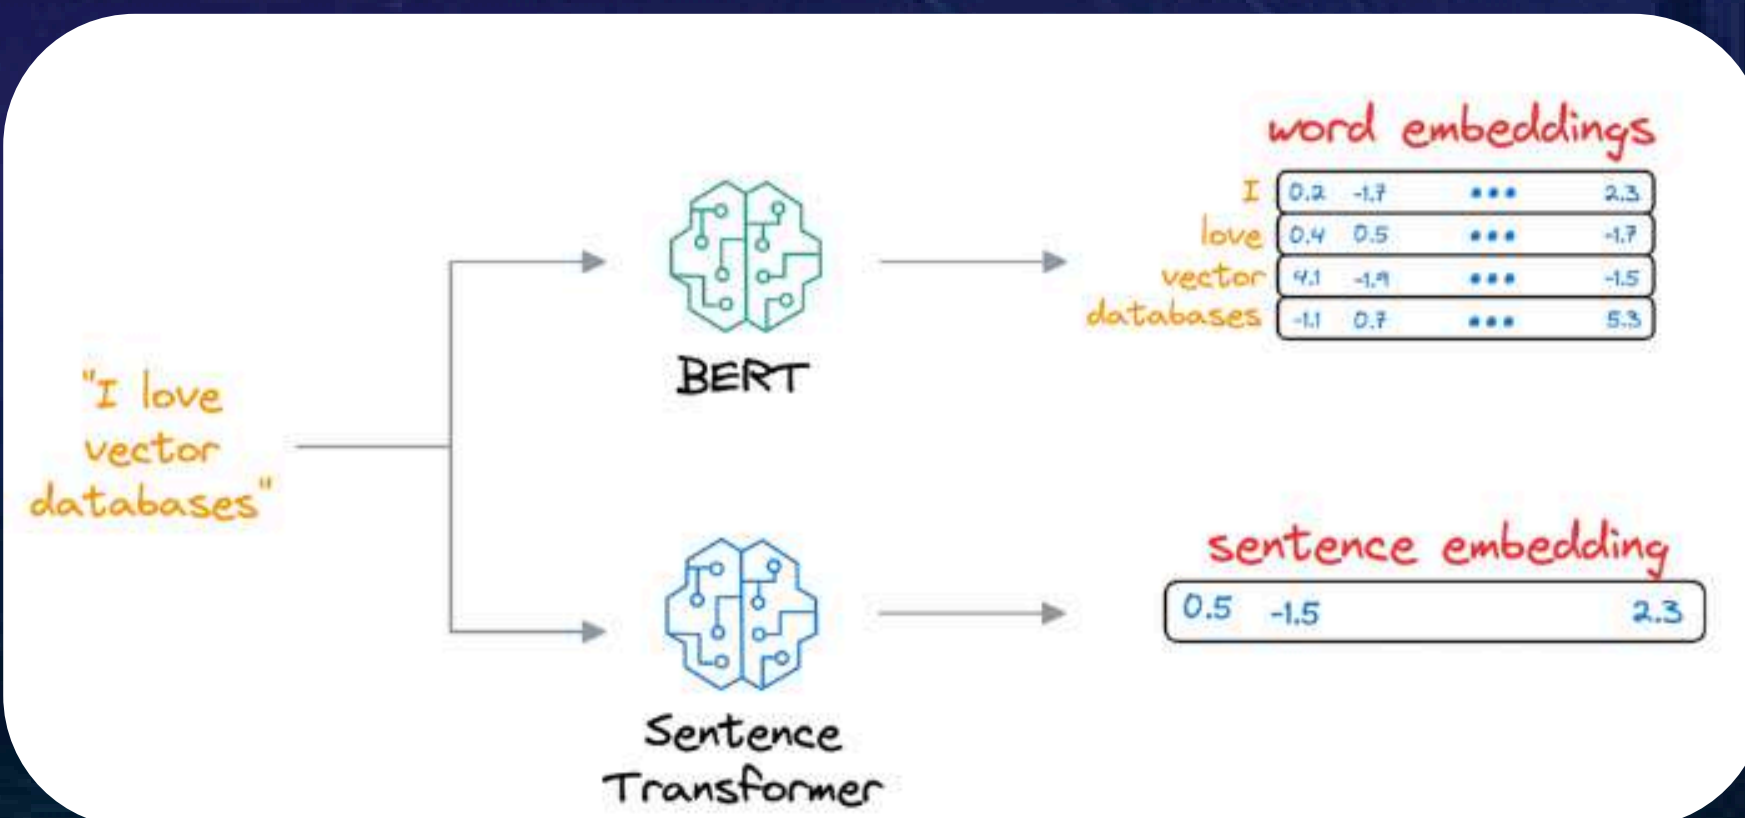 "I love
vector
databases"
BERT
word embeddings
I 0.2 -1.7 ••• 2.3
love 0.4 0.5 ••• -1.7
vector 4.1 -1.9 ••• -1.5
databases -1.1 0.7 ••• 5.3
Sentence
Transformer
sentence embedding
0.5 -1.5 2.3